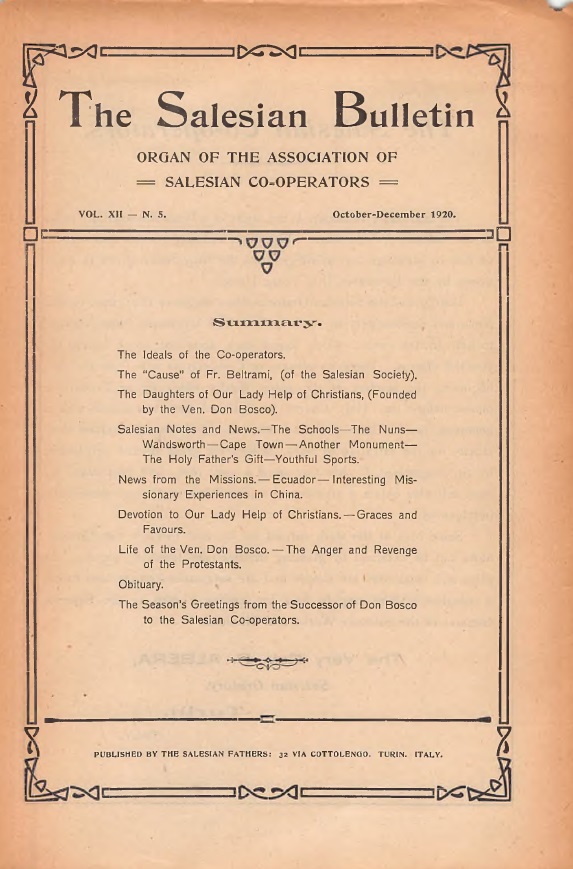 The Salesian Bulletin
ORGAN OF THE ASSOCIATION OF
SALESIAN CO-OPERATORS
VOL. XII — N. 5. October-December 1920.
Summary.
The Ideals of the Co-operators.
The "Cause" of Fr. Beltrami, (of the Salesian Society).
The Daughters of Our Lady Help of Christians, (Founded
by the Ven. Don Bosco).
Salesian Notes and News.—The Schools—The Nuns—
Wandsworth—Cape Town—Another Monument—
The Holy Father's Gift—Youthful Sports.
News from the Missions.—Ecuador—Interesting Mis-
sionary Experiences in China.
Devotion to Our Lady Help of Christians.—Graces and
Favours.
Life of the Ven. Don Bosco.—The Anger and Revenge
of the Protestants.
Obituary.
The Season's Greetings from the Successor of Don Bosco
to the Salesian Co-operators.
PUBLISHED BY THE SALESIAN FATHERS: 32 VIA COTTOLENGO. TURIN. ITALY.